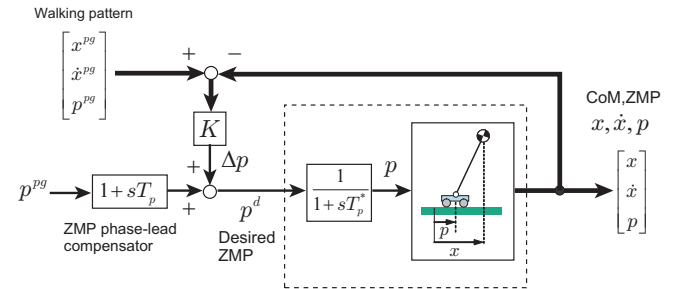 Walking pattern
x^{pg}
ẋ^{pg}
p^{pg}
+
−
K
+
Δp
CoM,ZMP
x, ẋ, p
p^{pg}
1+sT_p
+
p^d
1
1+sT_p^*
p
p
x
x
ẋ
p
ZMP phase-lead
compensator
Desired
ZMP